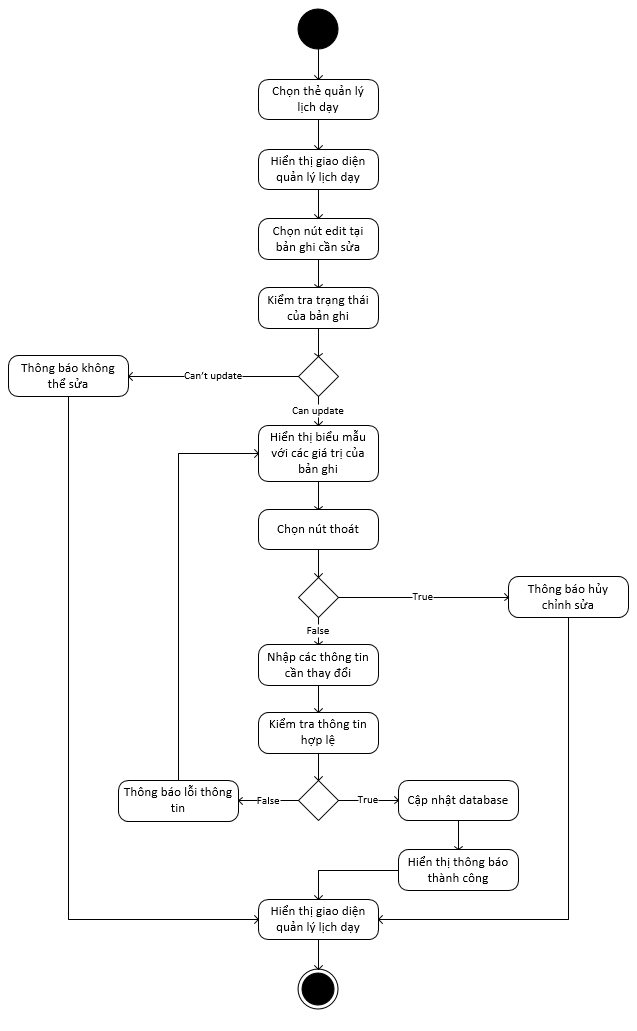 Chọn thẻ quản lý
lịch dạy
Hiển thị giao diện
quản lý lịch dạy
Chọn nút edit tại
bản ghi cần sửa
Kiểm tra trạng thái
của bản ghi
Thông báo không
thể sửa
Can't update
Can update
Hiển thị biểu mẫu
với các giá trị của
bản ghi
Chọn nút thoát
True
Thông báo hủy
chỉnh sửa
False
Nhập các thông tin
cần thay đổi
Kiểm tra thông tin
hợp lệ
Thông báo lỗi thông
tin
False
True
Cập nhật database
Hiển thị thông báo
thành công
Hiển thị giao diện
quản lý lịch dạy